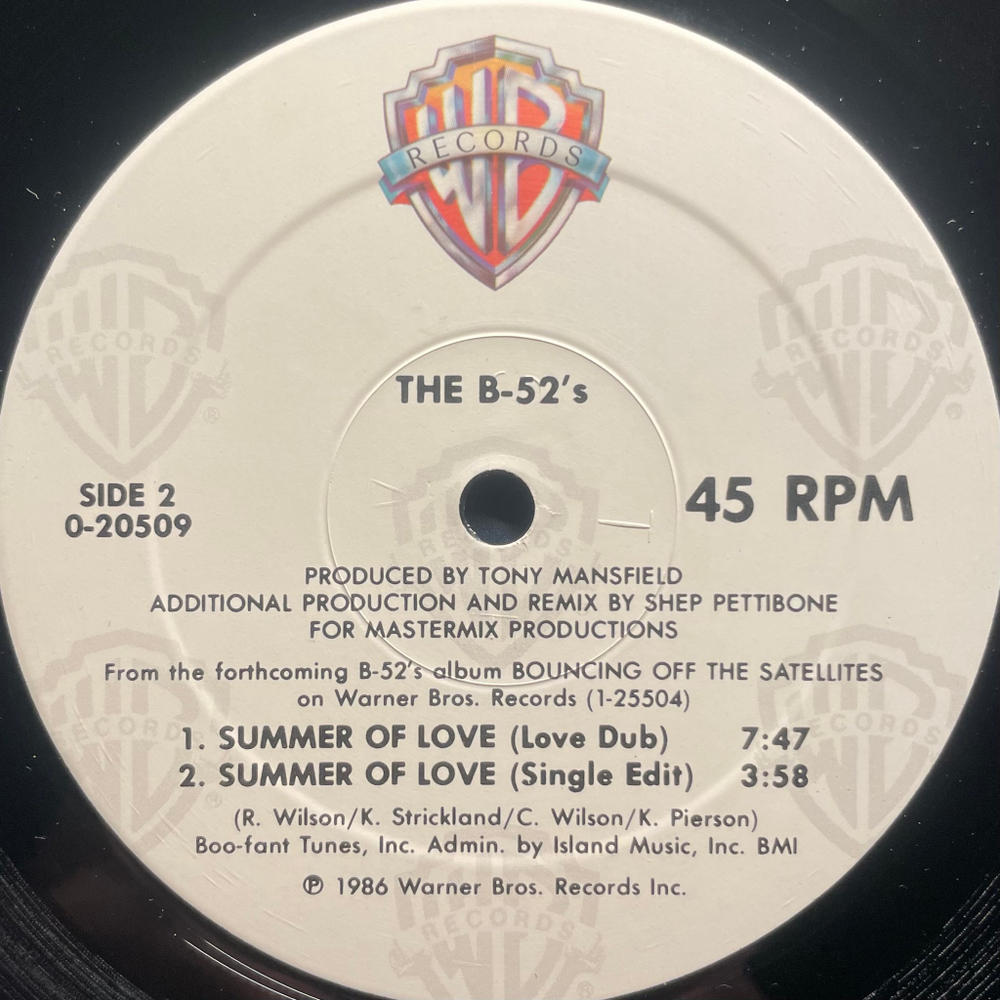 WB
RECORDS
THE B-52's
SIDE 2
0-20509
45 RPM
PRODUCED BY TONY MANSFIELD
ADDITIONAL PRODUCTION AND REMIX BY SHEP PETTIBONE
FOR MASTERMIX PRODUCTIONS
From the forthcoming B-52's album BOUNCING OFF THE SATELLITES
on Warner Bros. Records (1-25504)
1. SUMMER OF LOVE (Love Dub) 7:47
2. SUMMER OF LOVE (Single Edit) 3:58
(R. Wilson/K. Strickland/C. Wilson/K. Pierson)
Boo-fant Tunes, Inc. Admin. by Island Music, Inc. BMI
℗ 1986 Warner Bros. Records Inc.